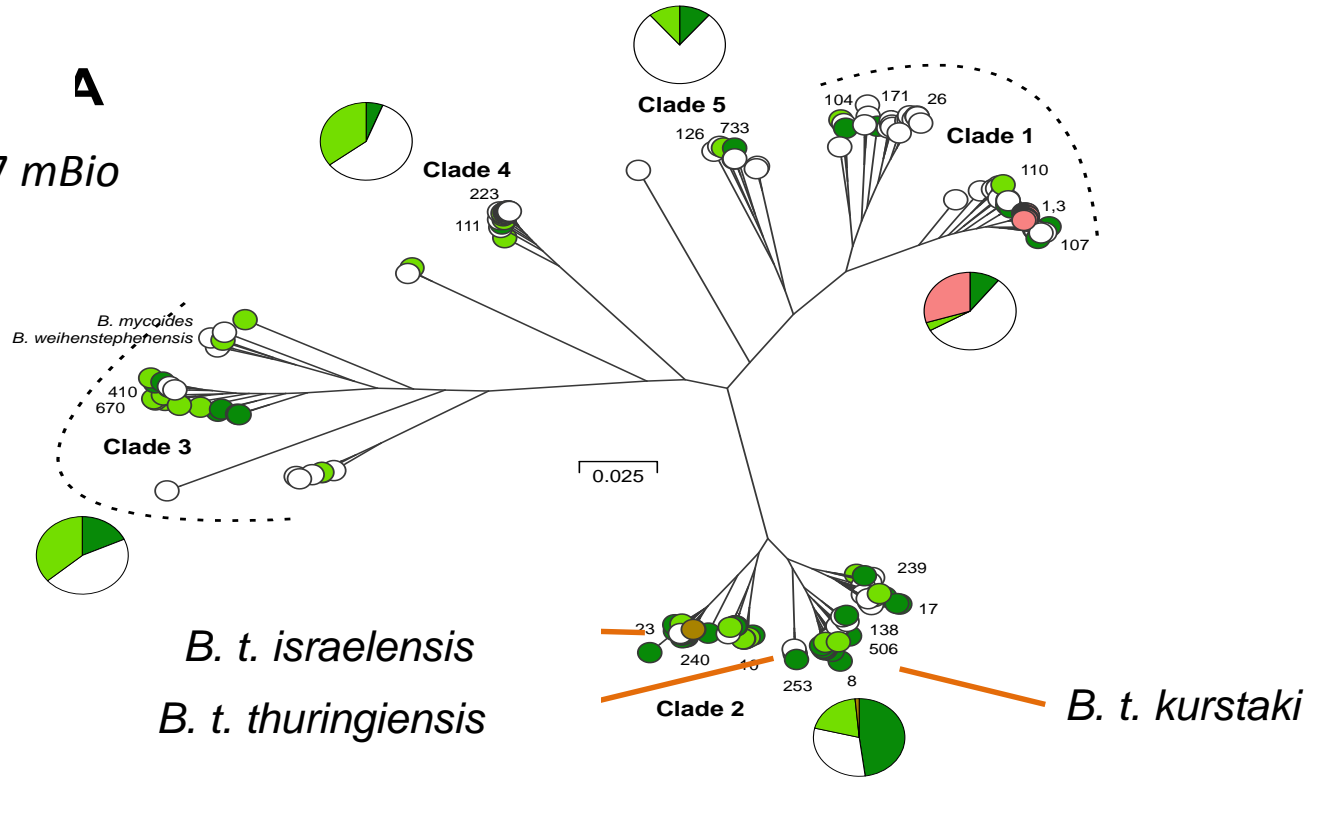 A
7 mBio
Clade 5
126
733
104
171
26
Clade 1
110
1,3
107
Clade 4
223
111
B. mycoides
B. weihenstephenensis
410
670
Clade 3
0.025
239
17
138
506
8
253
23
240
10
Clade 2
B. t. israelensis
B. t. thuringiensis
B. t. kurstaki